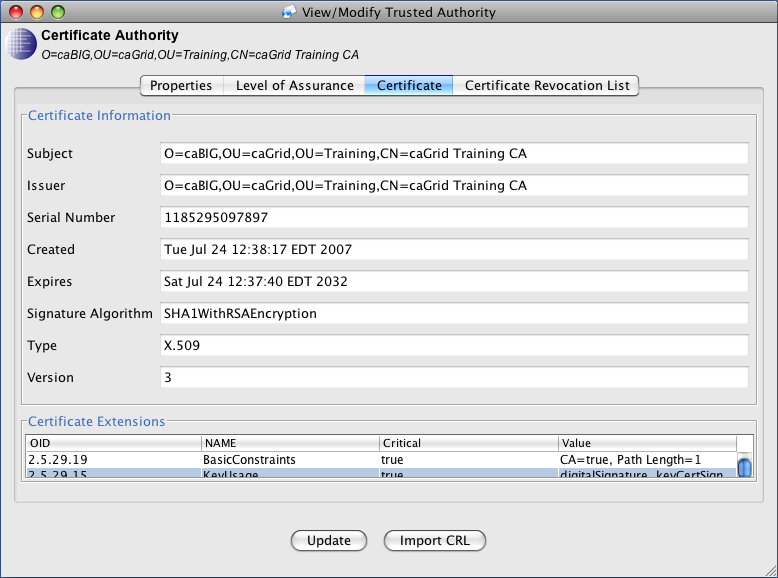 View/Modify Trusted Authority
Certificate Authority
O=caBIG,OU=caGrid,OU=Training,CN=caGrid Training CA
Properties Level of Assurance Certificate Certificate Revocation List
Certificate Information
Subject O=caBIG,OU=caGrid,OU=Training,CN=caGrid Training CA
Issuer O=caBIG,OU=caGrid,OU=Training,CN=caGrid Training CA
Serial Number 1185295097897
Created Tue Jul 24 12:38:17 EDT 2007
Expires Sat Jul 24 12:37:40 EDT 2032
Signature Algorithm SHA1WithRSAEncryption
Type X.509
Version 3
Certificate Extensions
OID NAME Critical Value
2.5.29.19 BasicConstraints true CA=true, Path Length=1
2.5.29.15 KeyUsage true digitalSignature, keyCertSign
Update Import CRL